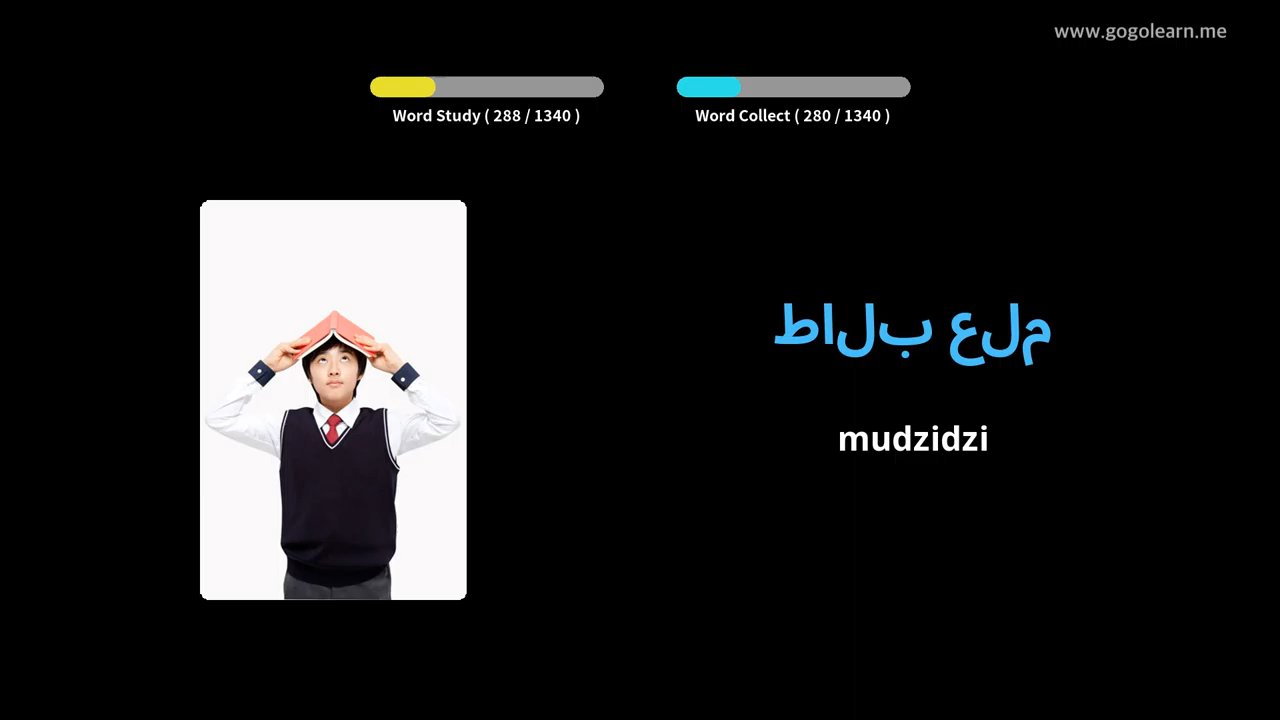 www.gogolearn.me
Word Study ( 288 / 1340 )
Word Collect ( 280 / 1340 )
طالب علم
mudzidzi